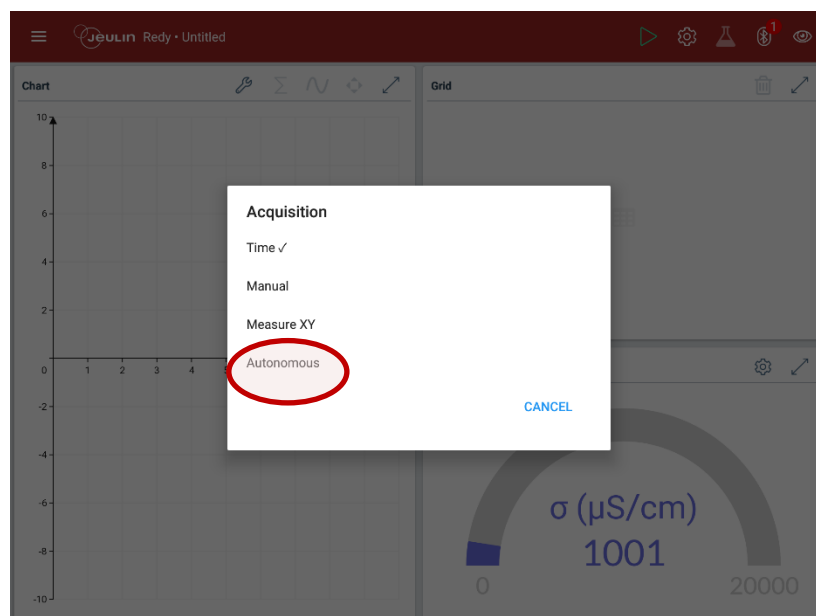 Jeulin Redy • Untitled
1
Chart
Grid
10
8
6
4
2
0
1 2 3 4 5
-2
-4
-6
-8
-10
Acquisition
Time ✓
Manual
Measure XY
Autonomous
CANCEL
σ (µS/cm)
1001
0
20000